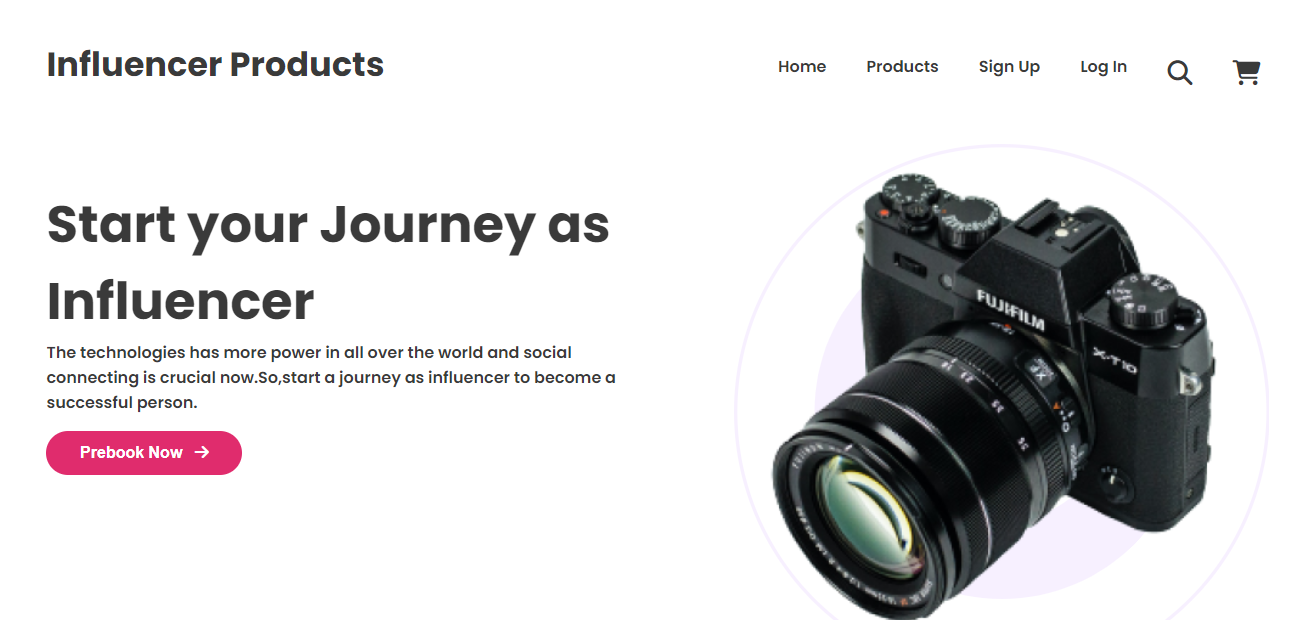 Influencer Products
Home Products Sign Up Log In
Start your Journey as
Influencer
The technologies has more power in all over the world and social
connecting is crucial now.So,start a journey as influencer to become a
successful person.
Prebook Now
FUJIFILM
X-T10
XF